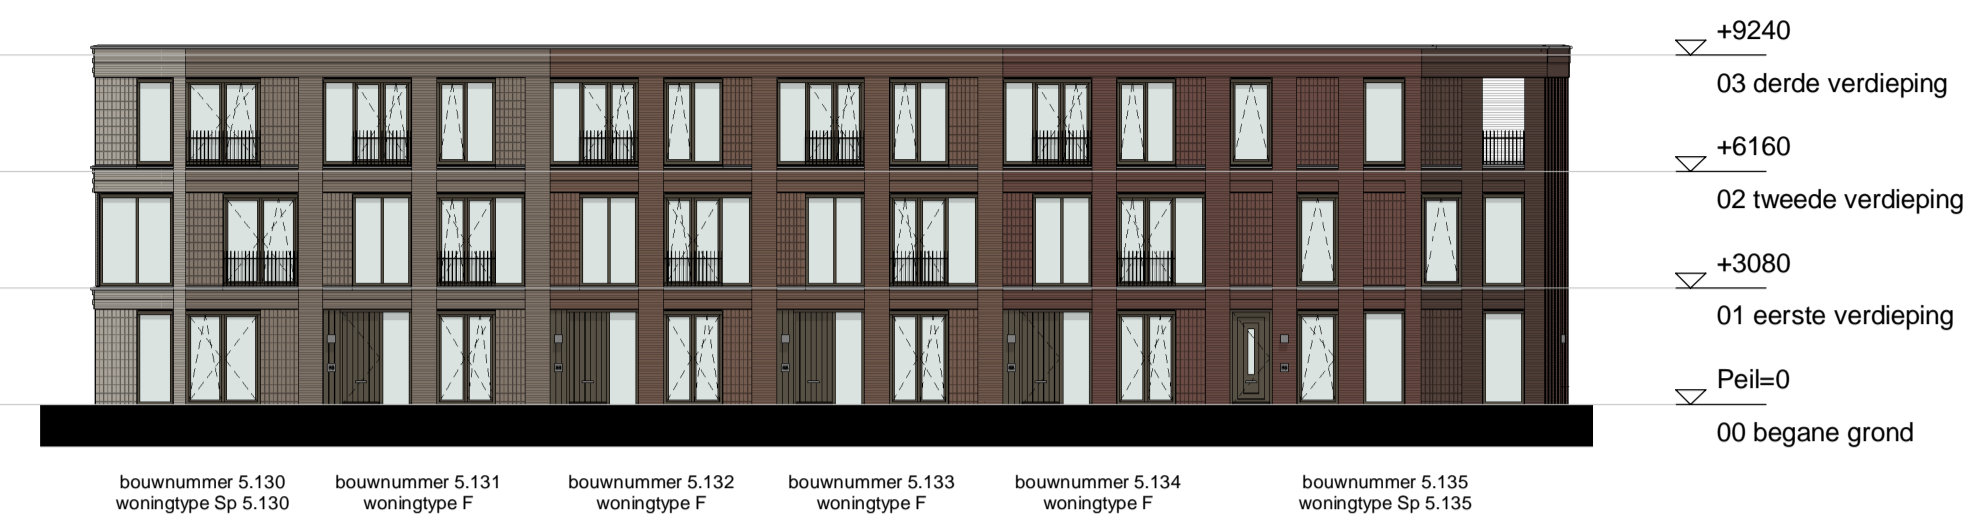 +9240
03 derde verdieping
+6160
02 tweede verdieping
+3080
01 eerste verdieping
Peil=0
00 begane grond
bouwnummer 5.130
woningtype Sp 5.130
bouwnummer 5.131
woningtype F
bouwnummer 5.132
woningtype F
bouwnummer 5.133
woningtype F
bouwnummer 5.134
woningtype F
bouwnummer 5.135
woningtype Sp 5.135